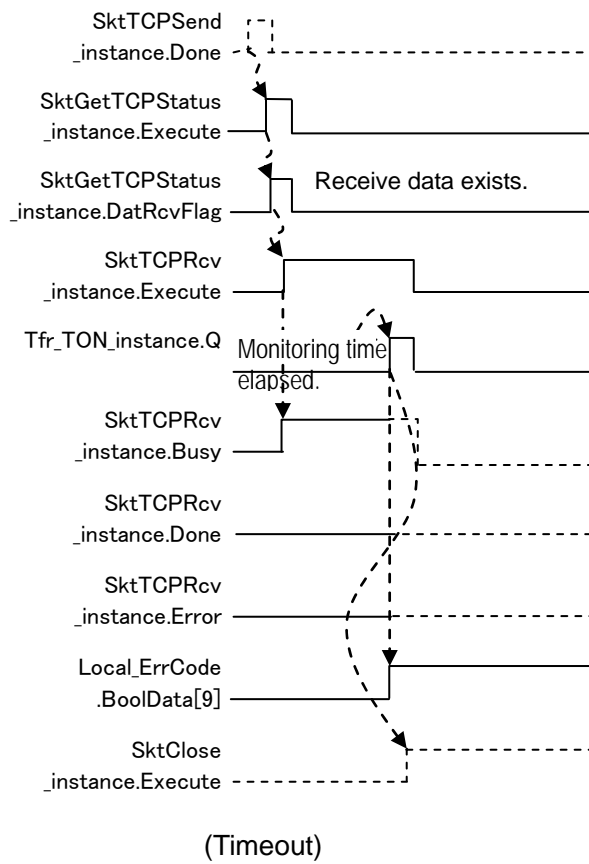 SktTCPSend
_instance.Done
SktGetTCPStatus
_instance.Execute
SktGetTCPStatus
_instance.DatRcvFlag
Receive data exists.
SktTCPRcv
_instance.Execute
Tfr_TON_instance.Q
Monitoring time
elapsed.
SktTCPRcv
_instance.Busy
SktTCPRcv
_instance.Done
SktTCPRcv
_instance.Error
Local_ErrCode
.BoolData[9]
SktClose
_instance.Execute
(Timeout)